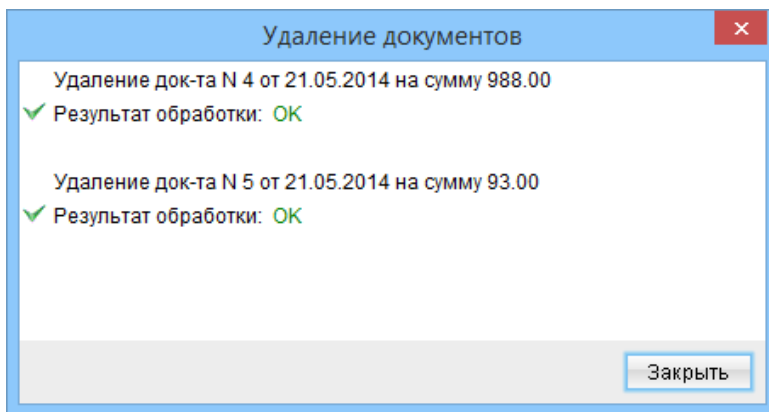 Удаление документов
Удаление док-та N 4 от 21.05.2014 на сумму 988.00
Результат обработки: OK
Удаление док-та N 5 от 21.05.2014 на сумму 93.00
Результат обработки: OK
Закрыть